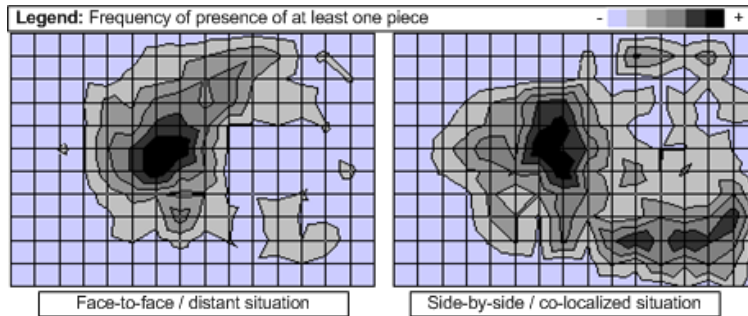 Legend: Frequency of presence of at least one piece - +
Face-to-face / distant situation
Side-by-side / co-localized situation